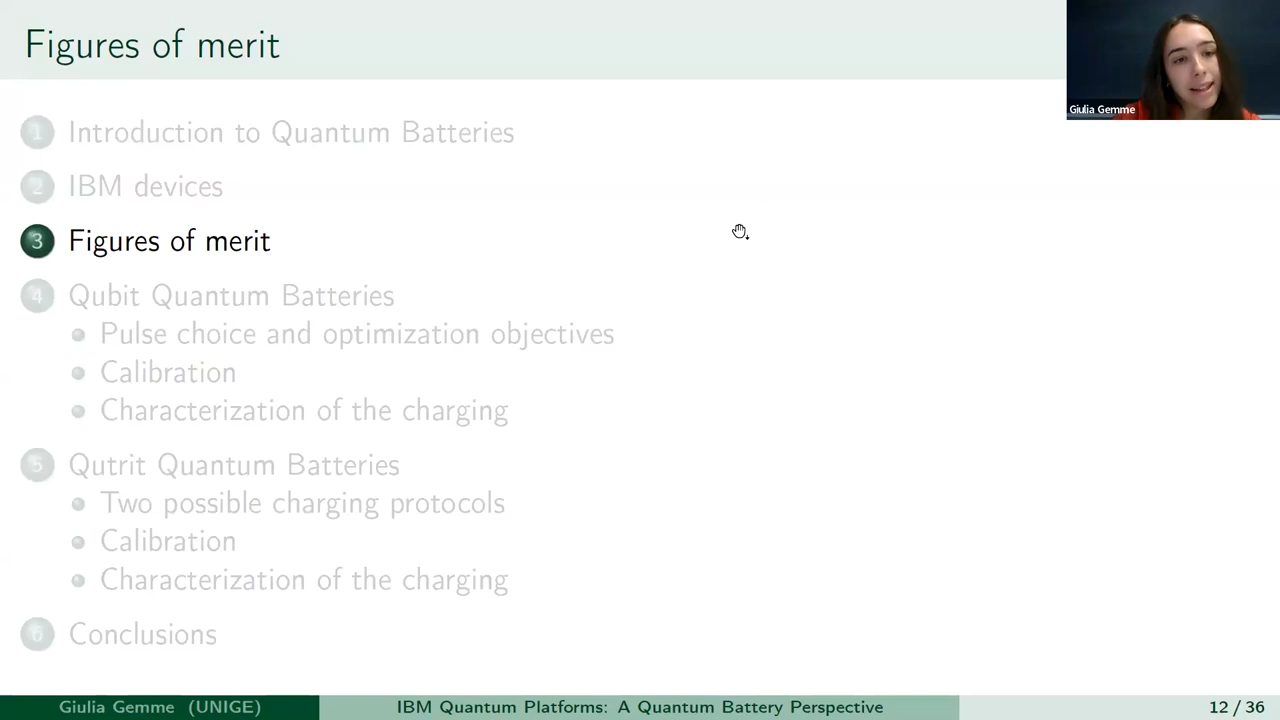 Figures of merit
Giulia Gemme
1 Introduction to Quantum Batteries
2 IBM devices
3 Figures of merit
4 Qubit Quantum Batteries
Pulse choice and optimization objectives
Calibration
Characterization of the charging
5 Qutrit Quantum Batteries
Two possible charging protocols
Calibration
Characterization of the charging
6 Conclusions
Giulia Gemme (UNIGE)
IBM Quantum Platforms: A Quantum Battery Perspective
12 / 36